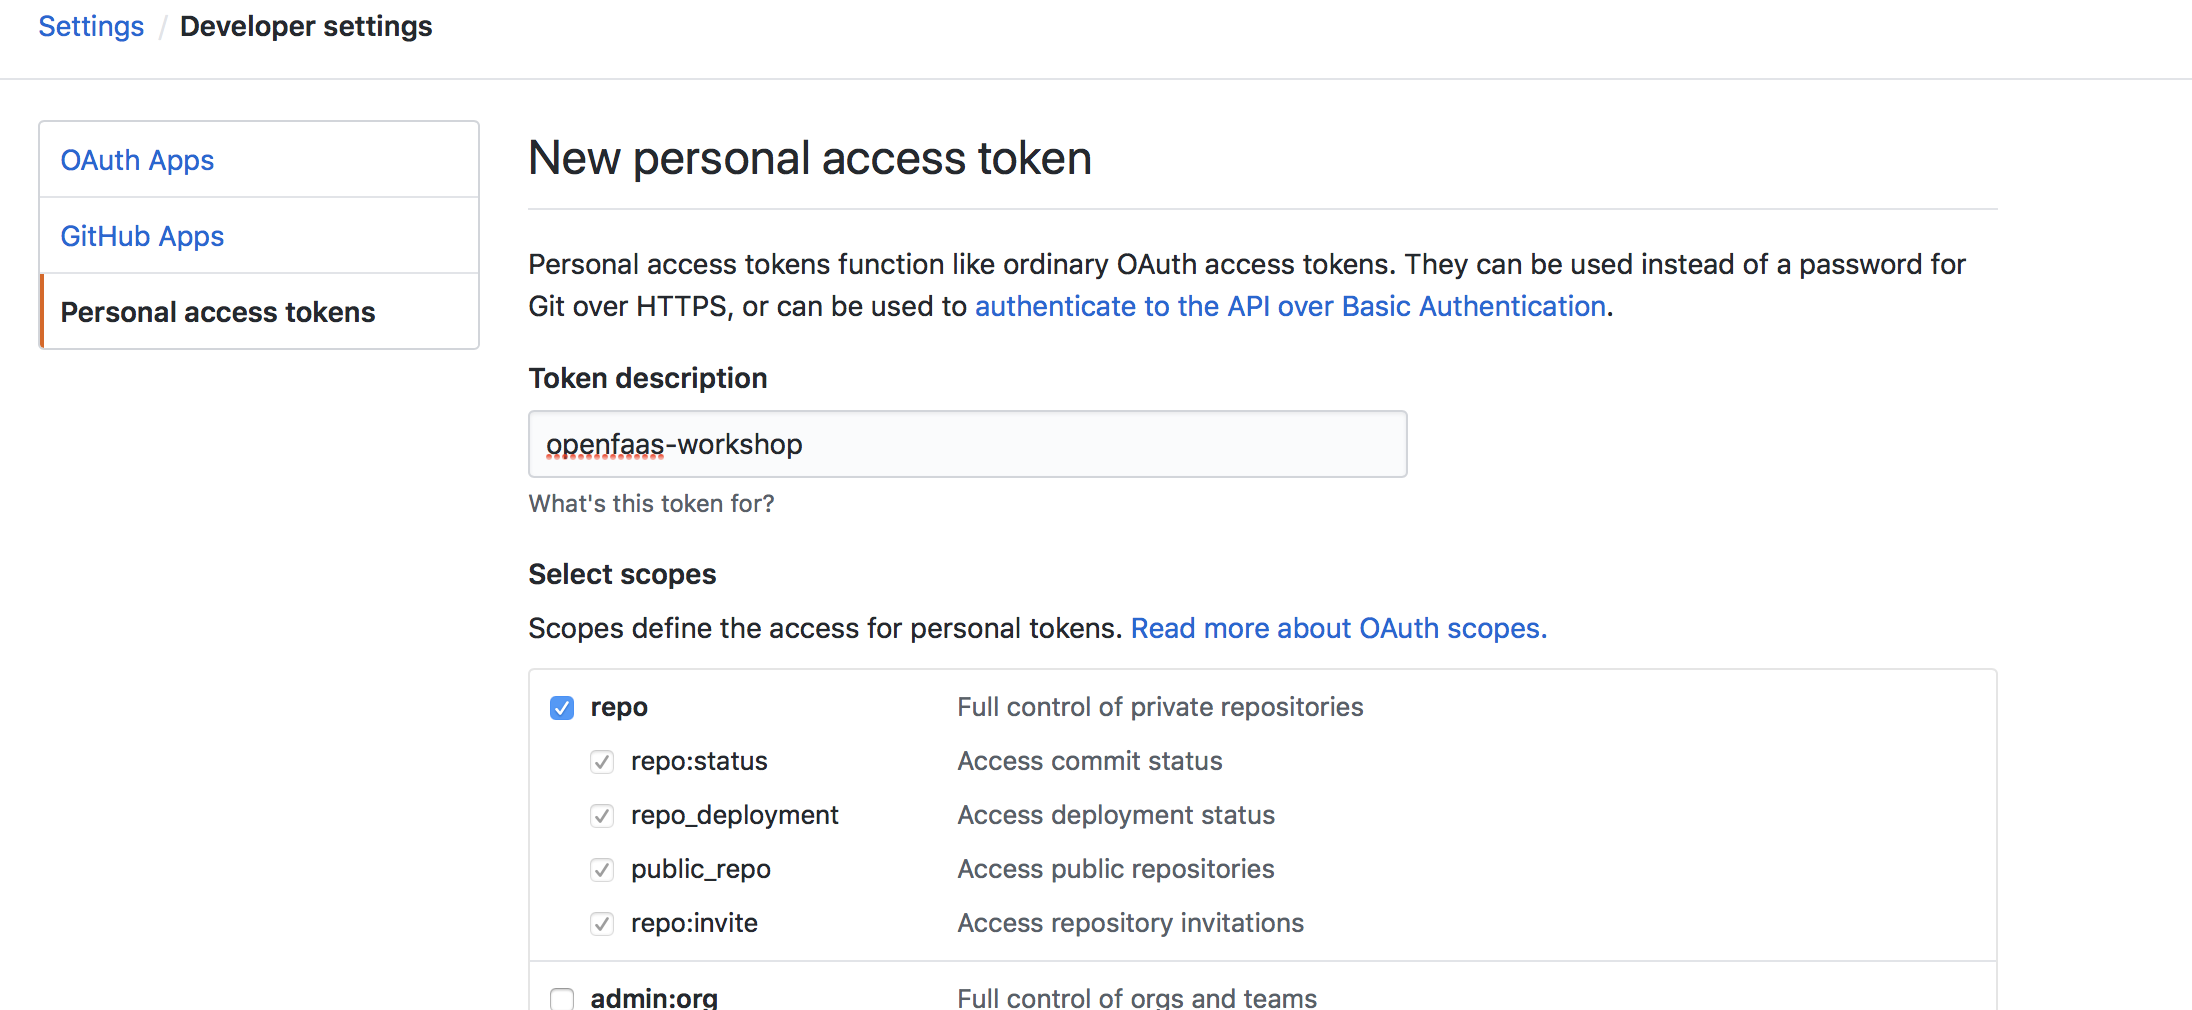 Settings / Developer settings
OAuth Apps
GitHub Apps
Personal access tokens
New personal access token
Personal access tokens function like ordinary OAuth access tokens. They can be used instead of a password for
Git over HTTPS, or can be used to authenticate to the API over Basic Authentication.
Token description
openfaas-workshop
What's this token for?
Select scopes
Scopes define the access for personal tokens. Read more about OAuth scopes.
repo Full control of private repositories
repo:status Access commit status
repo_deployment Access deployment status
public_repo Access public repositories
repo:invite Access repository invitations
admin:org Full control of orgs and teams